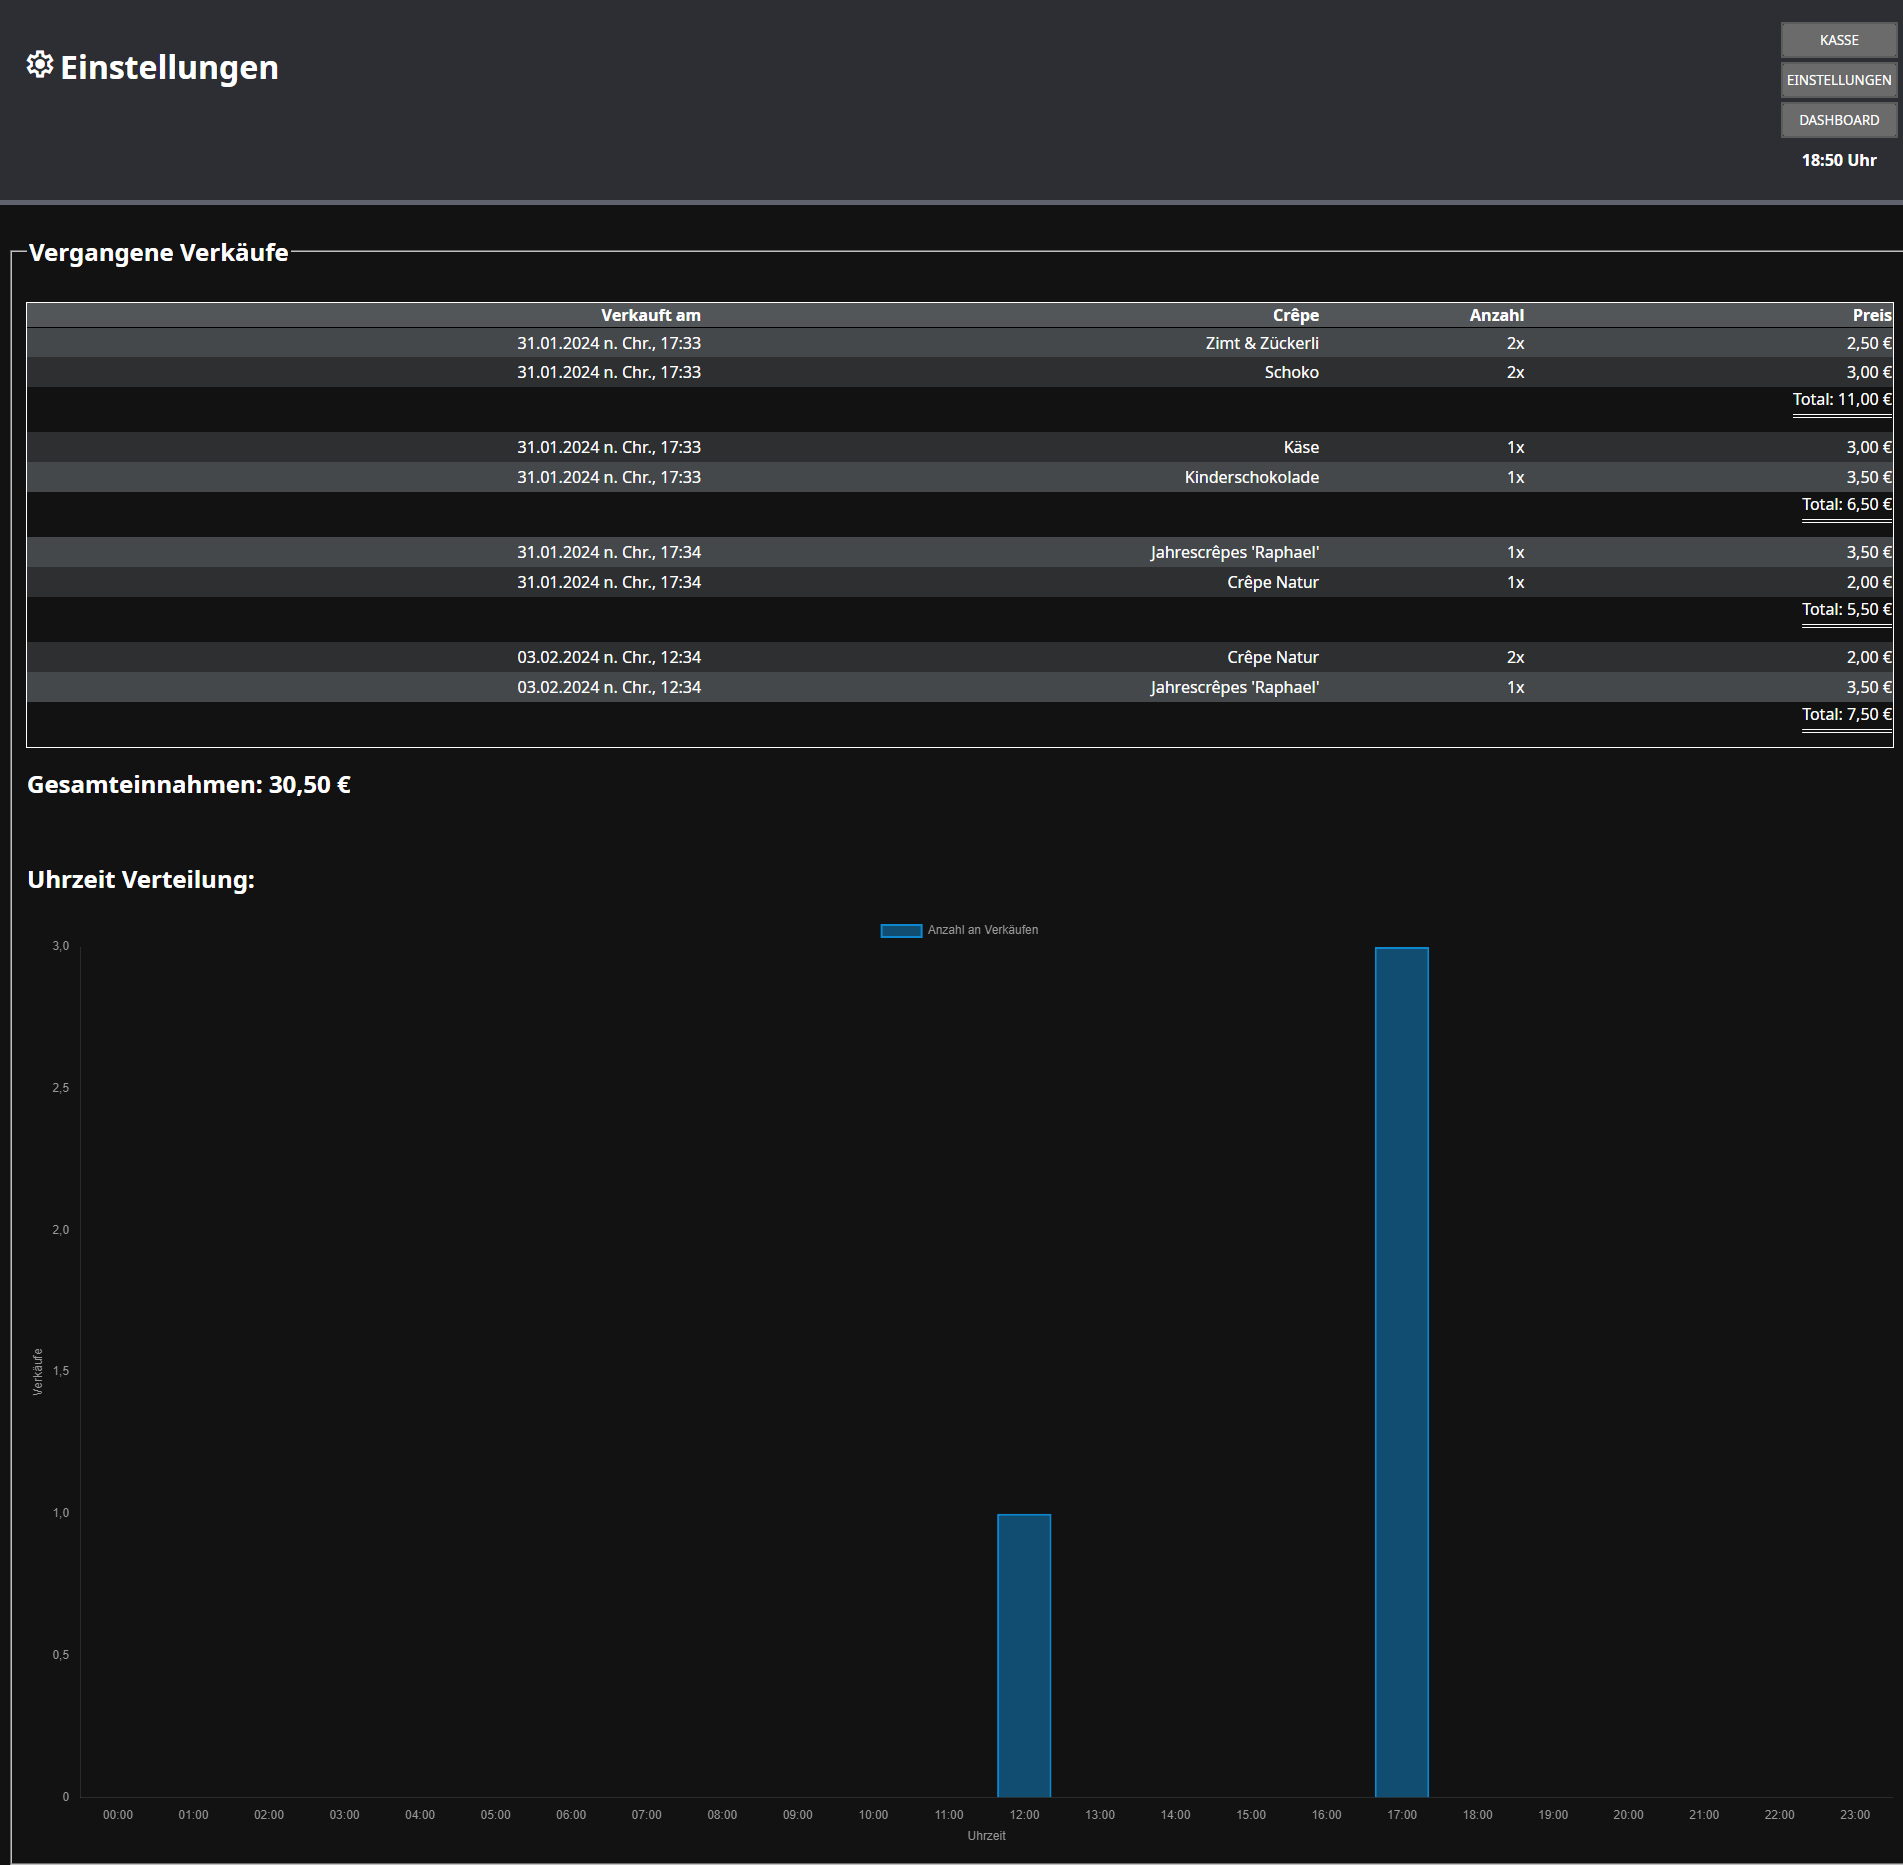 Einstellungen
KASSE
EINSTELLUNGEN
DASHBOARD
18:50 Uhr
Vergangene Verkäufe
Verkauft am Crêpe Anzahl Preis
31.01.2024 n. Chr., 17:33 Zimt & Zückerli 2x 2,50 €
31.01.2024 n. Chr., 17:33 Schoko 2x 3,00 €
Total: 11,00 €
31.01.2024 n. Chr., 17:33 Käse 1x 3,00 €
31.01.2024 n. Chr., 17:33 Kinderschokolade 1x 3,50 €
Total: 6,50 €
31.01.2024 n. Chr., 17:34 Jahrescrêpes 'Raphael' 1x 3,50 €
31.01.2024 n. Chr., 17:34 Crêpe Natur 1x 2,00 €
Total: 5,50 €
03.02.2024 n. Chr., 12:34 Crêpe Natur 2x 2,00 €
03.02.2024 n. Chr., 12:34 Jahrescrêpes 'Raphael' 1x 3,50 €
Total: 7,50 €
Gesamteinnahmen: 30,50 €
Uhrzeit Verteilung:
Anzahl an Verkäufen
3,0
2,5
2,0
1,5
1,0
0,5
0
Verkäufe
00:00 01:00 02:00 03:00 04:00 05:00 06:00 07:00 08:00 09:00 10:00 11:00 12:00 13:00 14:00 15:00 16:00 17:00 18:00 19:00 20:00 21:00 22:00 23:00
Uhrzeit